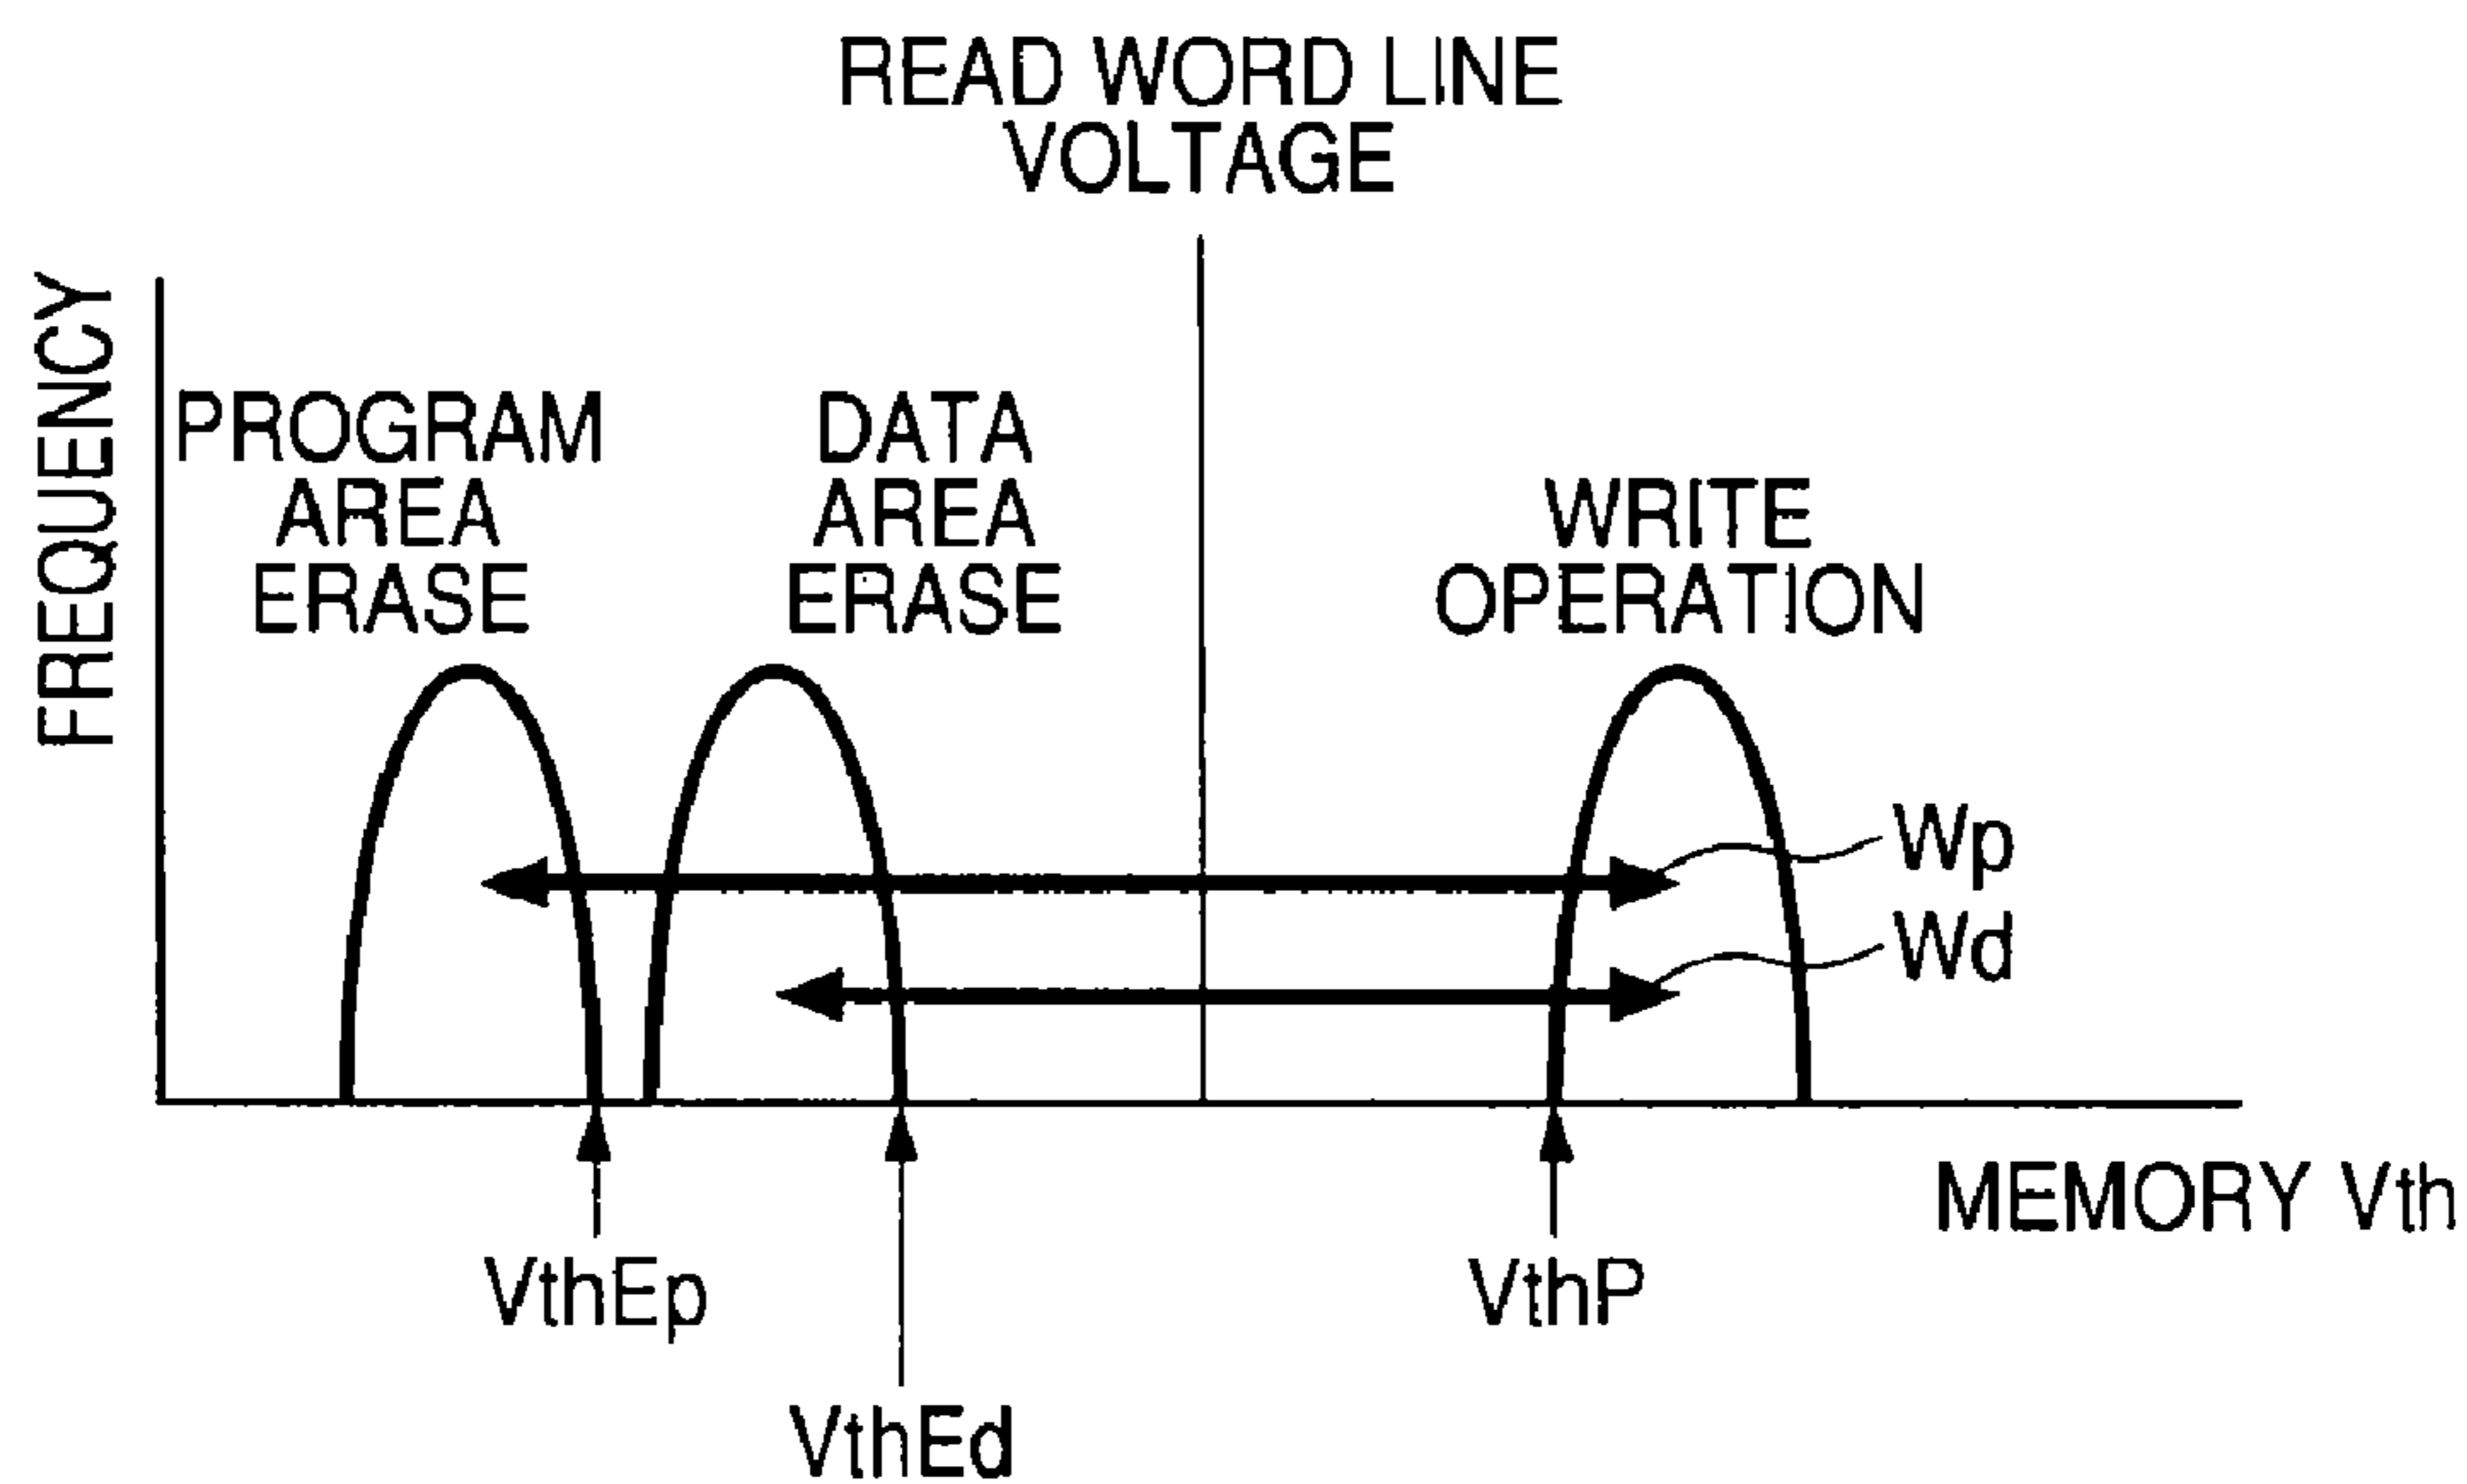 READ WORD LINE
VOLTAGE
FREQUENCY
PROGRAM
AREA
ERASE
DATA
AREA
ERASE
WRITE
OPERATION
Wp
Wd
MEMORY Vth
VthEp
VthP
VthEd